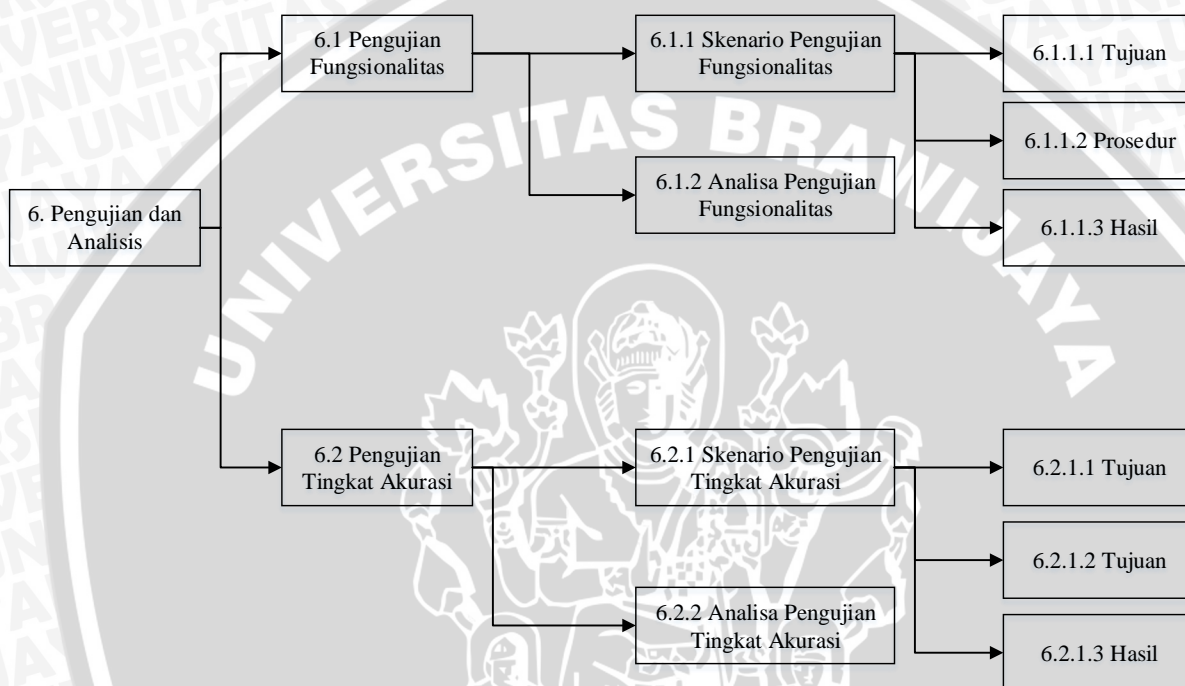 6. Pengujian dan
Analisis
6.1 Pengujian
Fungsionalitas
6.1.1 Skenario Pengujian
Fungsionalitas
6.1.1.1 Tujuan
6.1.1.2 Prosedur
6.1.1.3 Hasil
6.1.2 Analisa Pengujian
Fungsionalitas
6.2 Pengujian
Tingkat Akurasi
6.2.1 Skenario Pengujian
Tingkat Akurasi
6.2.1.1 Tujuan
6.2.1.2 Tujuan
6.2.1.3 Hasil
6.2.2 Analisa Pengujian
Tingkat Akurasi
UNIVERSITAS BRAWIJAYA